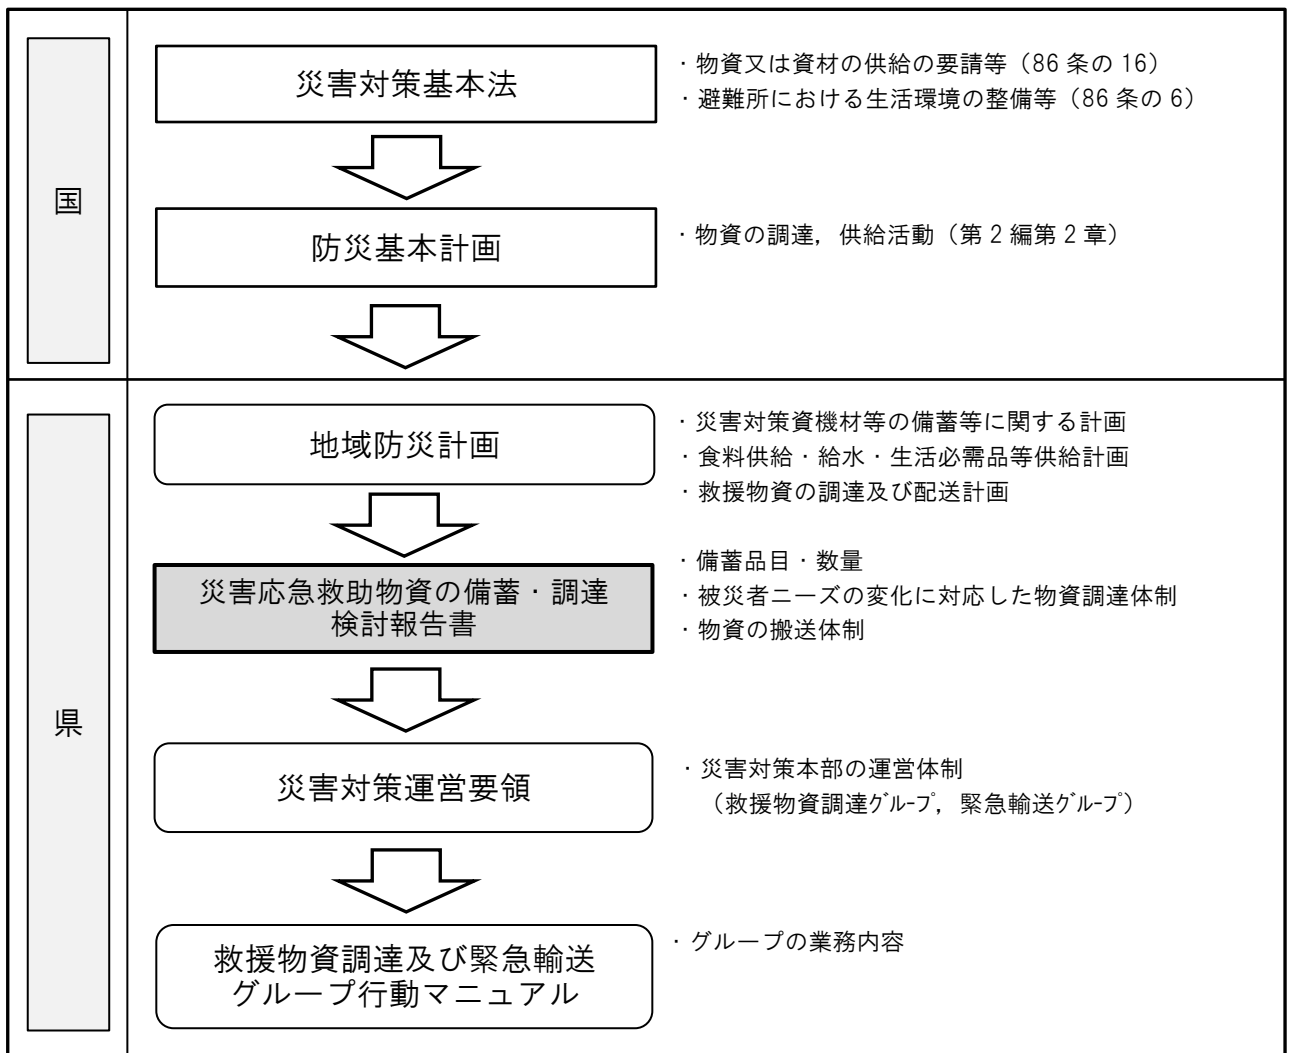 国
災害対策基本法
・物資又は資材の供給の要請等（86 条の 16）
・避難所における生活環境の整備等（86 条の 6）
防災基本計画
・物資の調達，供給活動（第 2 編第 2 章）
県
地域防災計画
・災害対策資機材等の備蓄等に関する計画
・食料供給・給水・生活必需品等供給計画
・救援物資の調達及び配送計画
災害応急救助物資の備蓄・調達
検討報告書
・備蓄品目・数量
・被災者ニーズの変化に対応した物資調達体制
・物資の搬送体制
災害対策運営要領
・災害対策本部の運営体制
（救援物資調達ｸﾞﾙｰﾌﾟ，緊急輸送ｸﾞﾙｰﾌﾟ）
救援物資調達及び緊急輸送
グループ行動マニュアル
・グループの業務内容